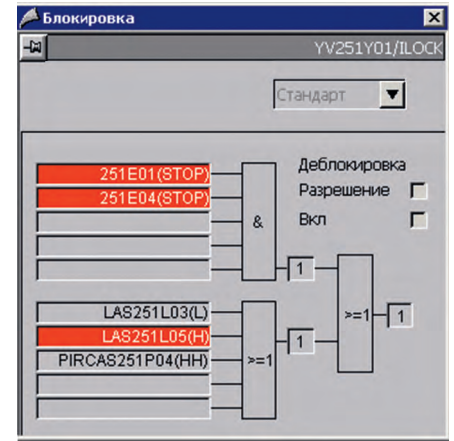 Блокировка
YV251Y01/ILOCK
Стандарт
Деблокировка
251E01(STOP)
Разрешение
251E04(STOP)
Вкл
&
1
LAS251L03(L)
>=1
1
LAS251L05(H)
1
PIRCAS251P04(HH)
>=1